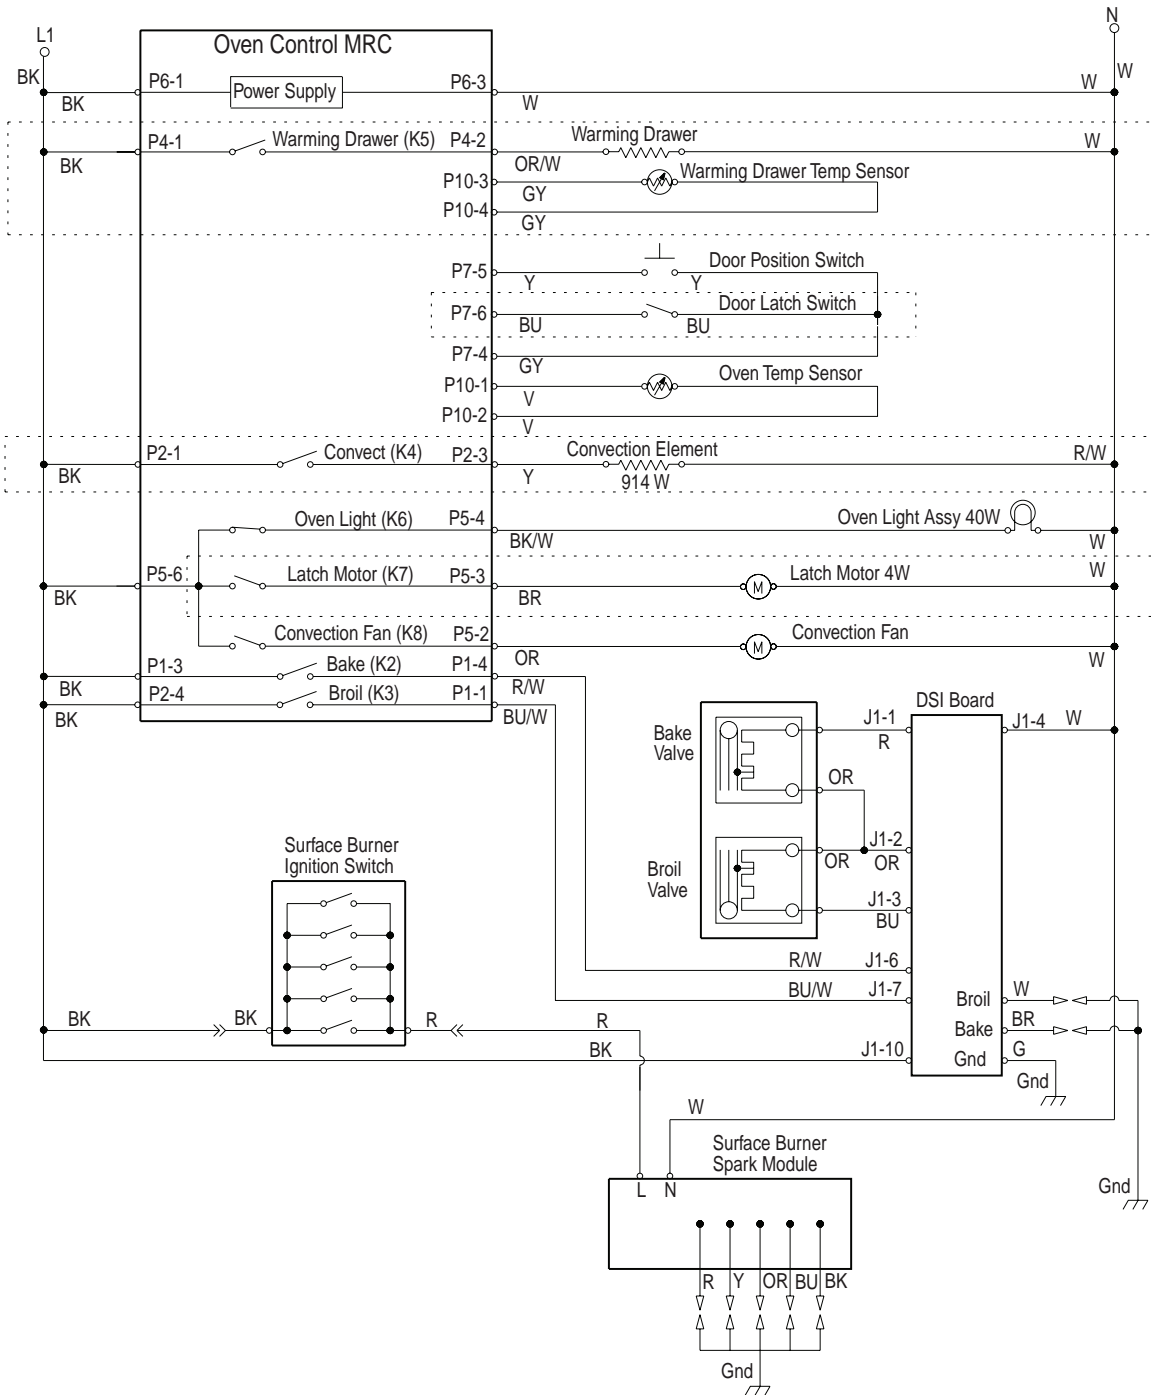 L1
N
BK
Oven Control MRC
W
BK
P6-1
Power Supply
P6-3
W
W
BK
P4-1
Warming Drawer (K5)
P4-2
OR/W
Warming Drawer
W
P10-3
GY
Warming Drawer Temp Sensor
P10-4
GY
P7-5
Y
Y
Door Position Switch
P7-6
BU
BU
Door Latch Switch
P7-4
GY
P10-1
V
Oven Temp Sensor
P10-2
V
BK
P2-1
Convect (K4)
P2-3
Y
Convection Element
914 W
R/W
Oven Light (K6)
P5-4
BK/W
Oven Light Assy 40W
W
BK
P5-6
Latch Motor (K7)
P5-3
BR
M
Latch Motor 4W
W
Convection Fan (K8)
P5-2
OR
M
Convection Fan
W
BK
P1-3
Bake (K2)
P1-4
R/W
BK
P2-4
Broil (K3)
P1-1
BU/W
DSI Board
Bake
Valve
J1-1
R
J1-4
W
OR
Broil
Valve
OR
J1-2
OR
J1-3
BU
R/W
J1-6
BU/W
J1-7
Broil
W
Bake
BR
J1-10
Gnd
G
Gnd
Gnd
Surface Burner
Ignition Switch
BK
BK
R
R
BK
W
Surface Burner
Spark Module
L
N
R
Y
OR
BU
BK
Gnd